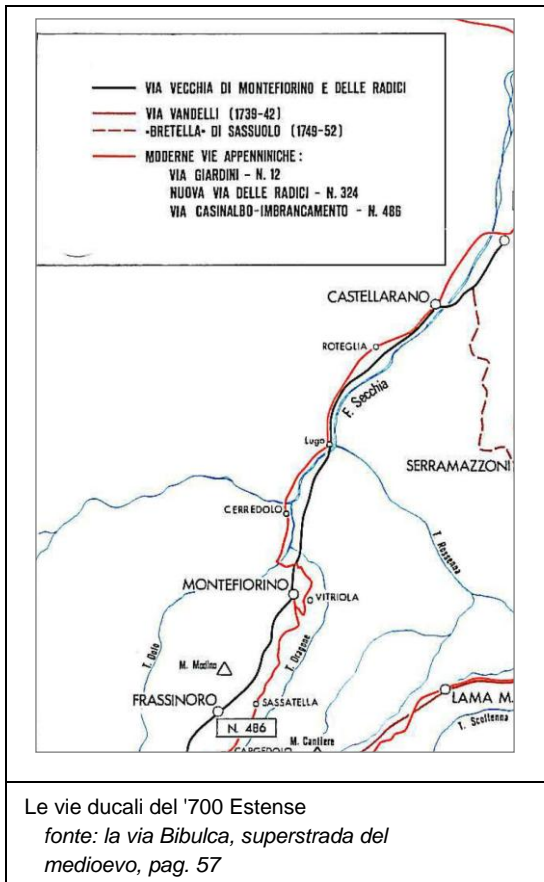 VIA VECCHIA DI MONTEFIORINO E DELLE RADICI
VIA VANDELLI (1739-42)
«BRETELLA» DI SASSUOLO (1749-52)
MODERNE VIE APPENNINICHE:
VIA GIARDINI - N. 12
NUOVA VIA DELLE RADICI - N. 324
VIA CASINALBO-IMBRANCAMENTO - N. 486
CASTELLARANO
ROTEGLIA
F. Secchia
Lugo
SERRAMAZZONI
CERREDOLO
T. Rossenna
MONTEFIORINO
VITRIOLA
T. Dolo
M. Modino
T. Dragone
FRASSINORO
SASSATELLA
LAMA M.
T. Scoltenna
N. 486
M. Cantiere
Le vie ducali del '700 Estense
fonte: la via Bibulca, superstrada del
medioevo, pag. 57